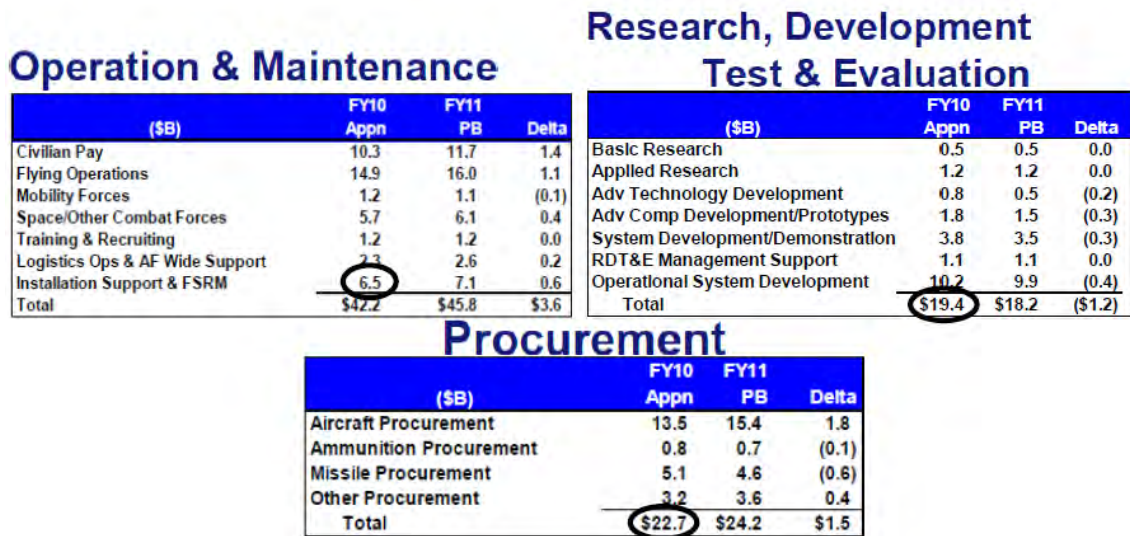 Operation & Maintenance
FY10 FY11
($B) Appn PB Delta
Civilian Pay 10.3 11.7 1.4
Flying Operations 14.9 16.0 1.1
Mobility Forces 1.2 1.1 (0.1)
Space/Other Combat Forces 5.7 6.1 0.4
Training & Recruiting 1.2 1.2 0.0
Logistics Ops & AF Wide Support 2.3 2.6 0.2
Installation Support & FSRM 6.5 7.1 0.6
Total $42.2 $45.8 $3.6
Research, Development
Test & Evaluation
FY10 FY11
($B) Appn PB Delta
Basic Research 0.5 0.5 0.0
Applied Research 1.2 1.2 0.0
Adv Technology Development 0.8 0.5 (0.2)
Adv Comp Development/Prototypes 1.8 1.5 (0.3)
System Development/Demonstration 3.8 3.5 (0.3)
RDT&E Management Support 1.1 1.1 0.0
Operational System Development 10.2 9.9 (0.4)
Total $19.4 $18.2 ($1.2)
Procurement
FY10 FY11
($B) Appn PB Delta
Aircraft Procurement 13.5 15.4 1.8
Ammunition Procurement 0.8 0.7 (0.1)
Missile Procurement 5.1 4.6 (0.6)
Other Procurement 3.2 3.6 0.4
Total $22.7 $24.2 $1.5